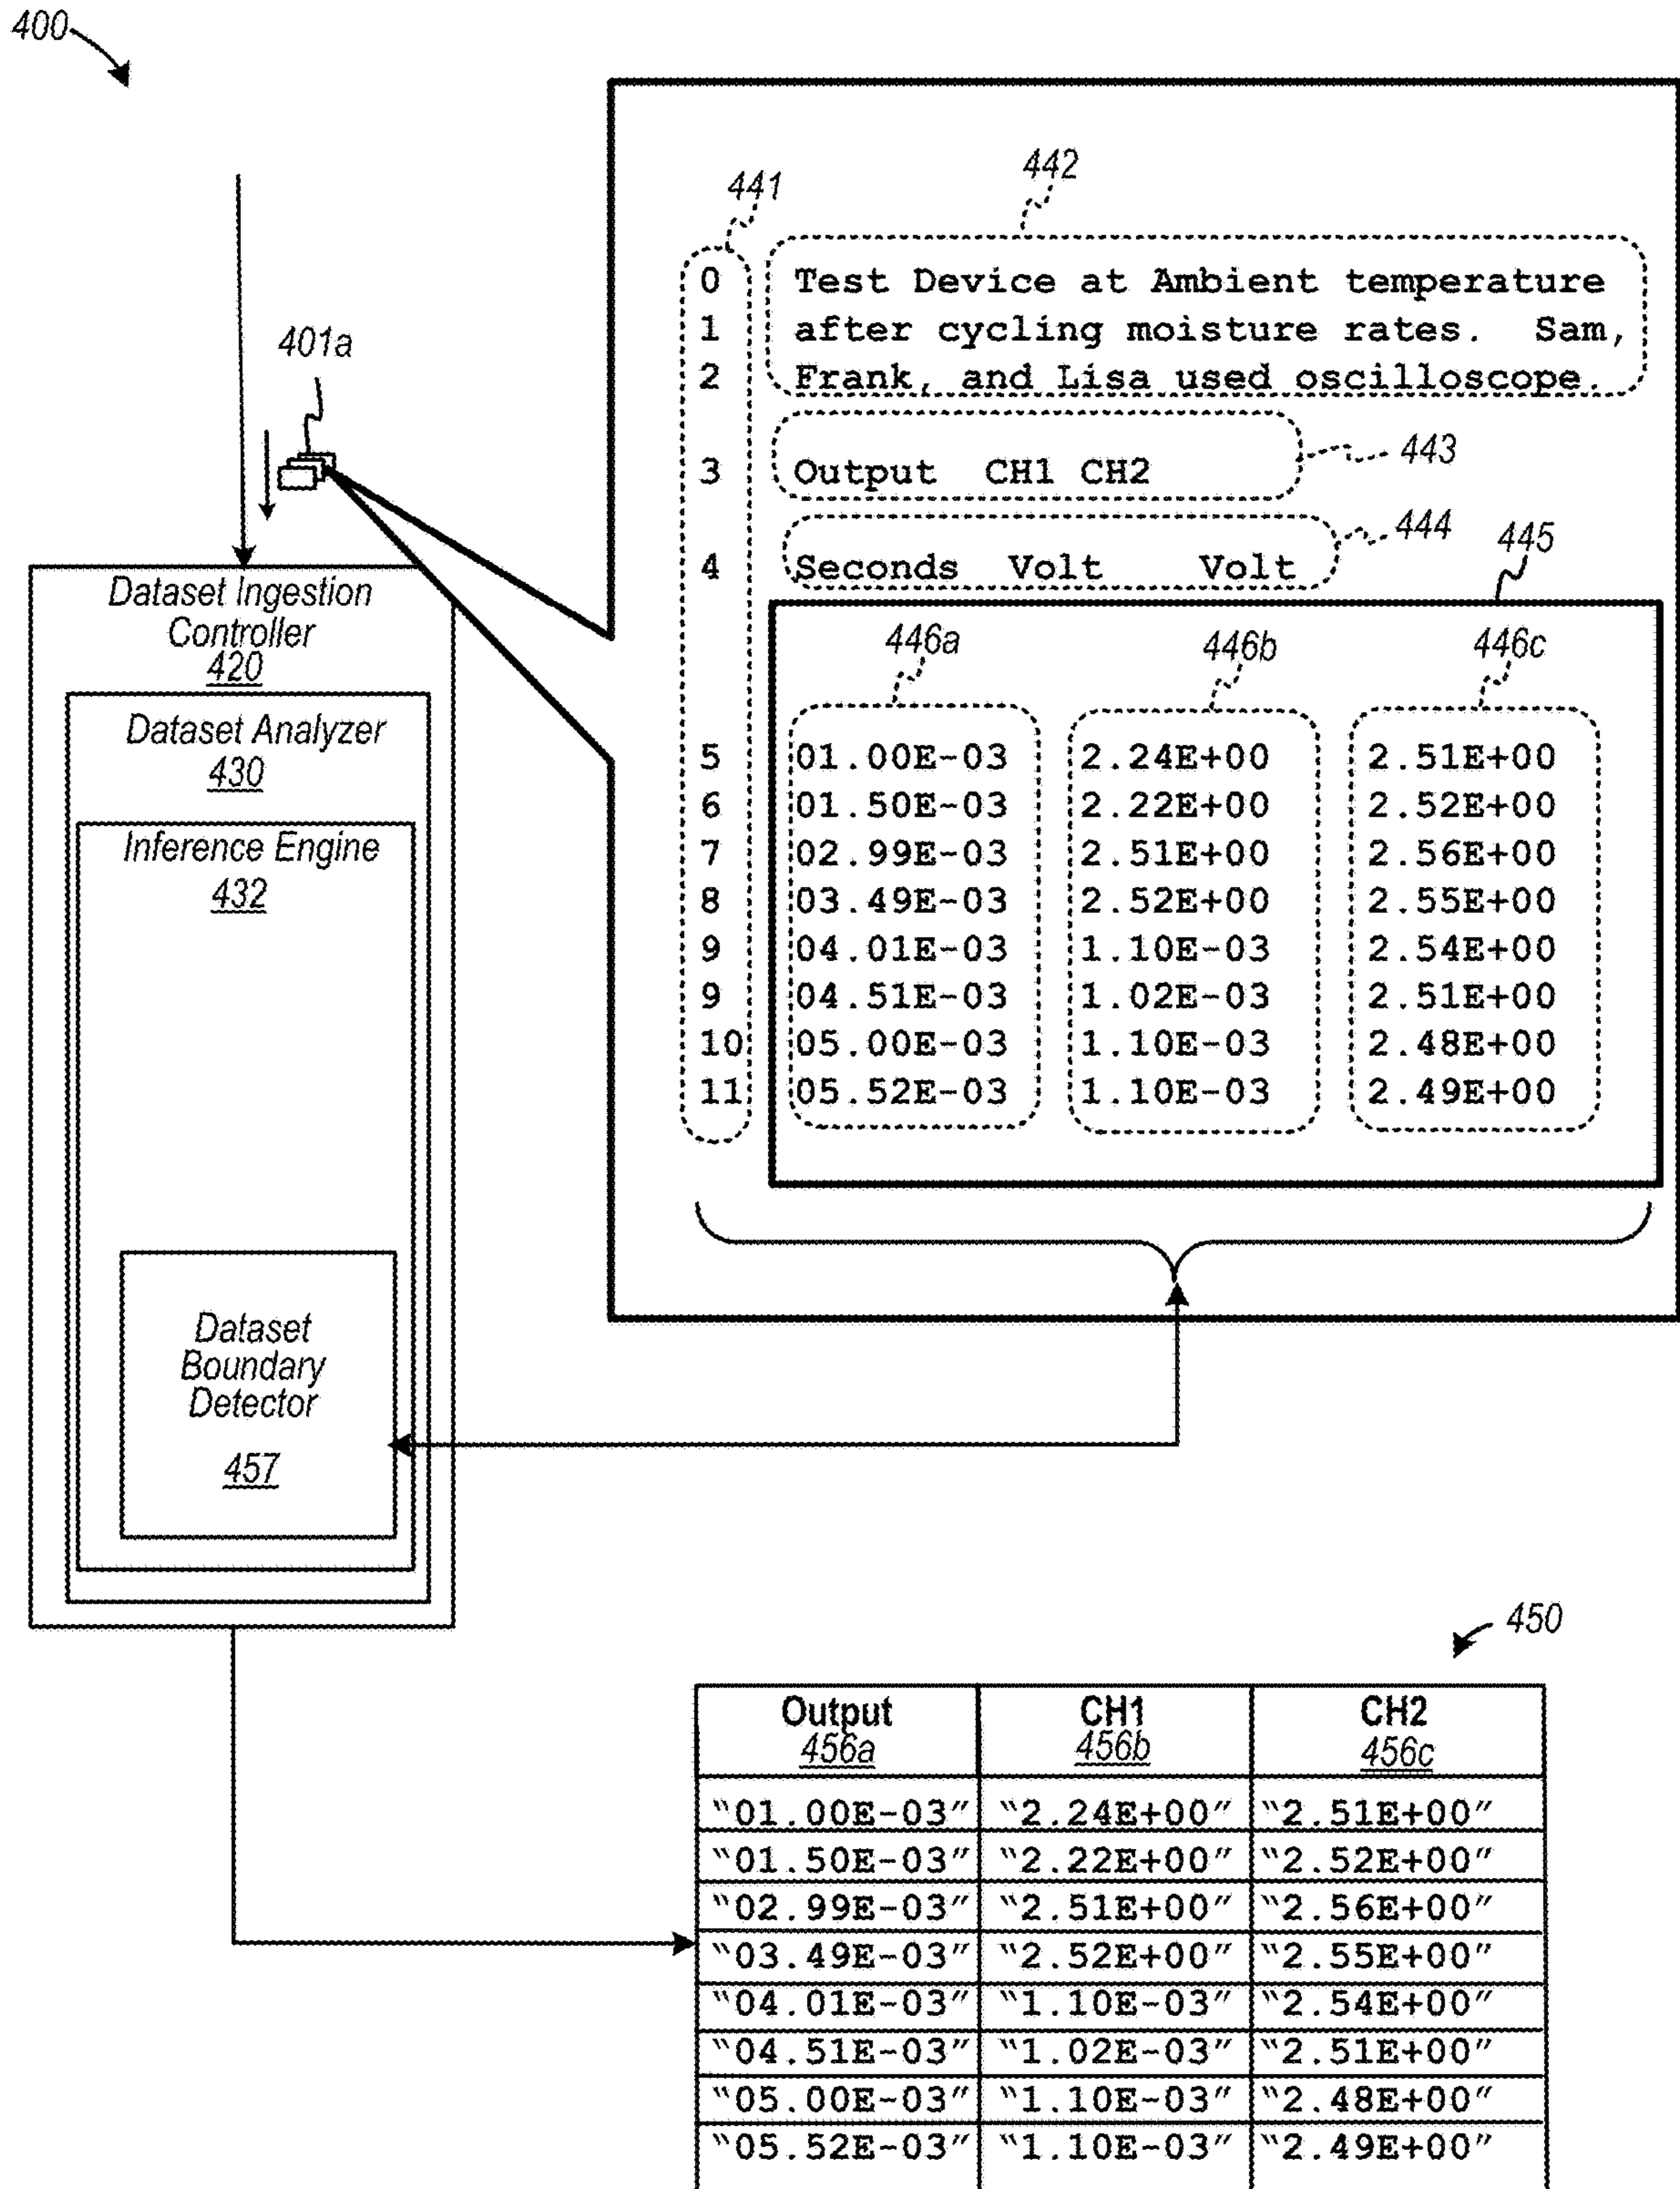 400
441
442
0 Test Device at Ambient temperature
1 after cycling moisture rates. Sam,
2 Frank, and Lisa used oscilloscope.
401a
443
3 Output CH1 CH2
444
445
4 Seconds Volt Volt
446a 446b 446c
5 01.00E-03 2.24E+00 2.51E+00
6 01.50E-03 2.22E+00 2.52E+00
7 02.99E-03 2.51E+00 2.56E+00
8 03.49E-03 2.52E+00 2.55E+00
9 04.01E-03 1.10E-03 2.54E+00
9 04.51E-03 1.02E-03 2.51E+00
10 05.00E-03 1.10E-03 2.48E+00
11 05.52E-03 1.10E-03 2.49E+00
Dataset Ingestion
Controller
420
Dataset Analyzer
430
Inference Engine
432
Dataset
Boundary
Detector
457
450
Output CH1 CH2
456a 456b 456c
"01.00E-03" "2.24E+00" "2.51E+00"
"01.50E-03" "2.22E+00" "2.52E+00"
"02.99E-03" "2.51E+00" "2.56E+00"
"03.49E-03" "2.52E+00" "2.55E+00"
"04.01E-03" "1.10E-03" "2.54E+00"
"04.51E-03" "1.02E-03" "2.51E+00"
"05.00E-03" "1.10E-03" "2.48E+00"
"05.52E-03" "1.10E-03" "2.49E+00"